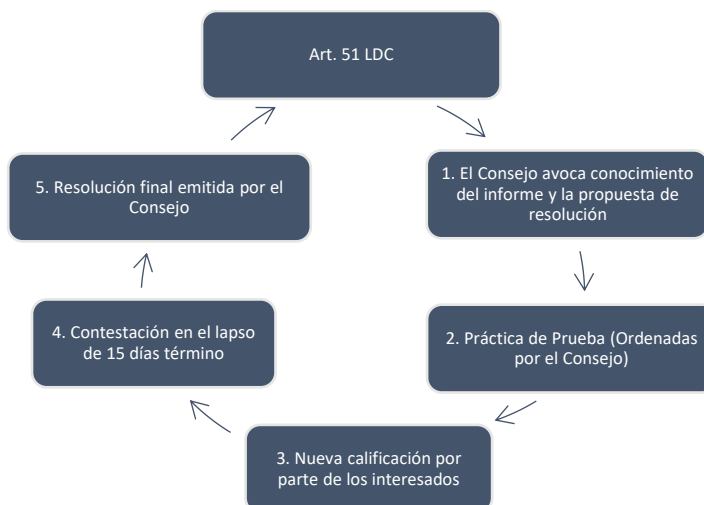 Art. 51 LDC
1. El Consejo avoca conocimiento
del informe y la propuesta de
resolución
2. Práctica de Prueba (Ordenadas
por el Consejo)
3. Nueva calificación por
parte de los interesados
4. Contestación en el lapso
de 15 días término
5. Resolución final emitida por el
Consejo